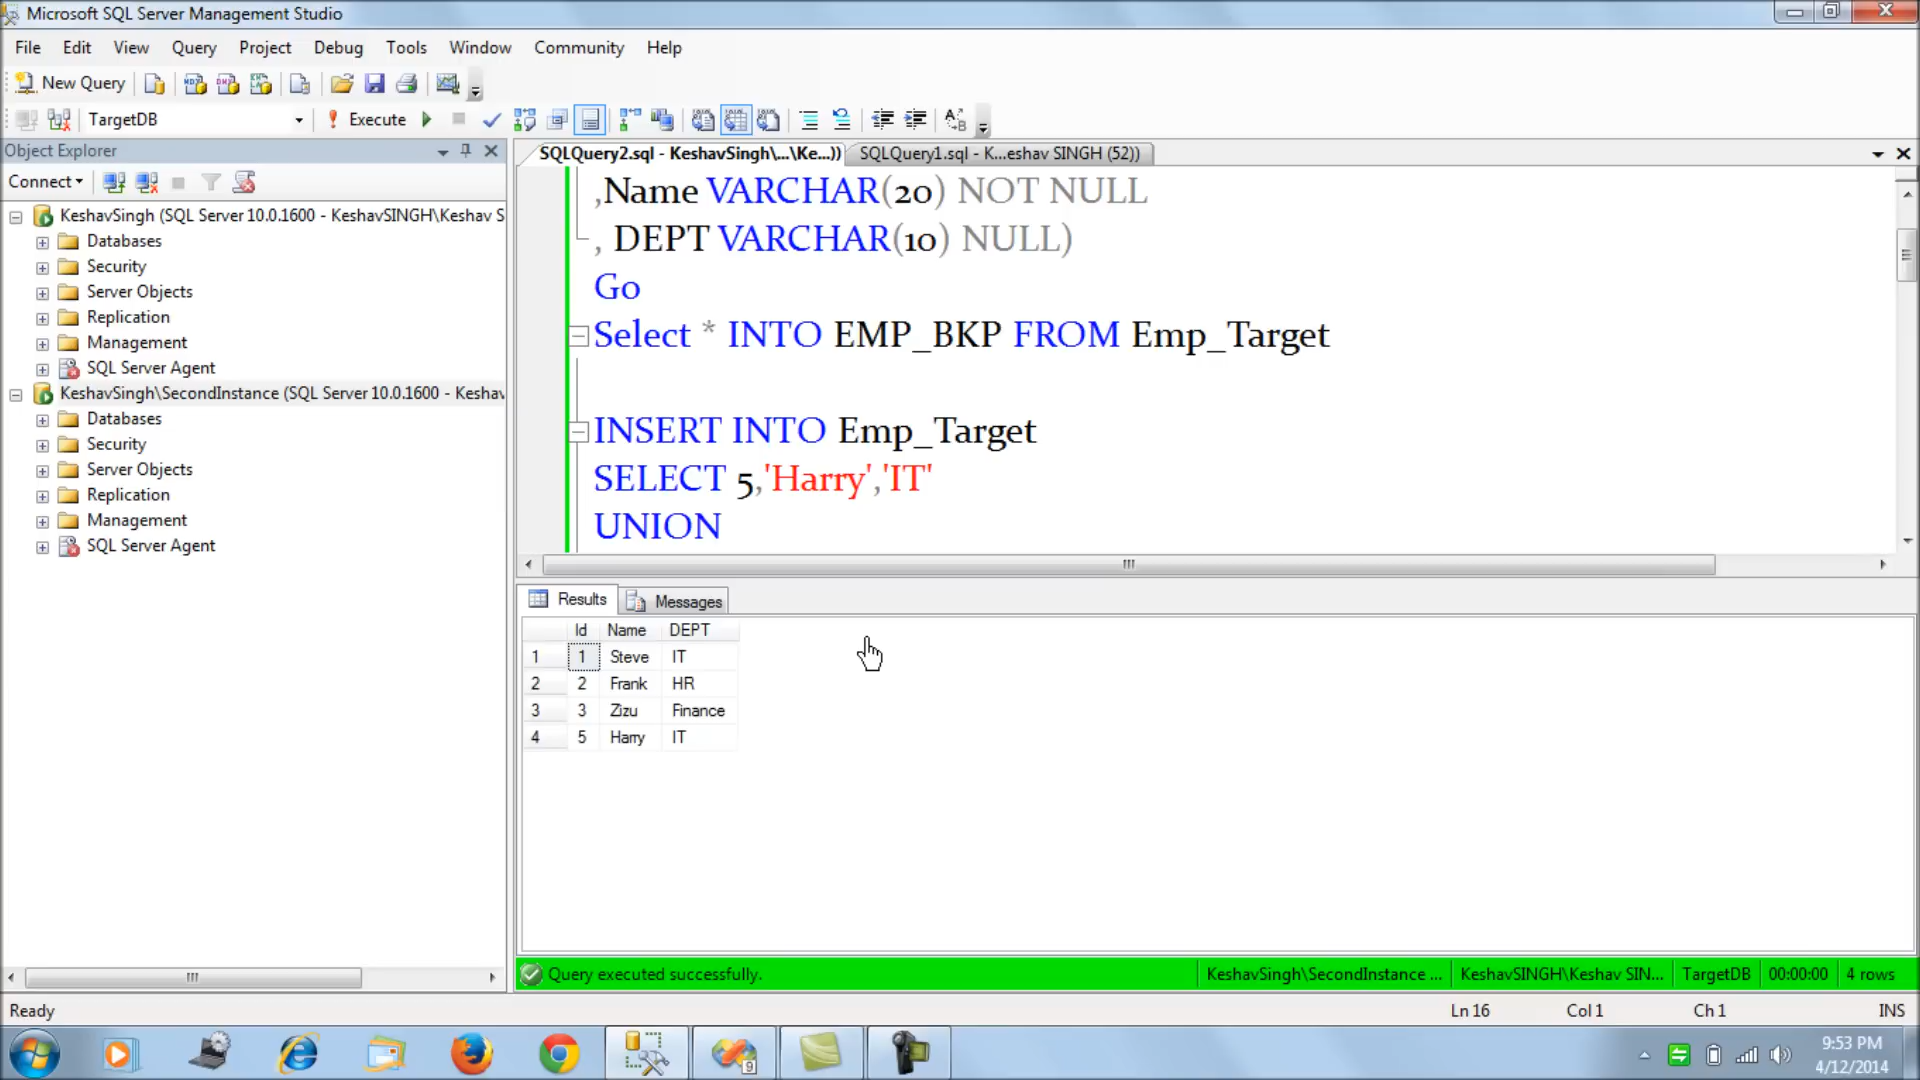 Microsoft SQL Server Management Studio
File Edit View Query Project Debug Tools Window Community Help
New Query
TargetDB Execute
Object Explorer
SQLQuery2.sql - KeshavSingh\...\Ke...)) SQLQuery1.sql - K...eshav SINGH (52))
Connect
KeshavSingh (SQL Server 10.0.1600 - KeshavSINGH\Keshav S
Databases
Security
Server Objects
Replication
Management
SQL Server Agent
KeshavSingh\SecondInstance (SQL Server 10.0.1600 - Keshav
Databases
Security
Server Objects
Replication
Management
SQL Server Agent
,Name VARCHAR(20) NOT NULL
, DEPT VARCHAR(10) NULL)
Go
Select * INTO EMP_BKP FROM Emp_Target
INSERT INTO Emp_Target
SELECT 5,'Harry','IT'
UNION
Results Messages
Id Name DEPT
1 1 Steve IT
2 2 Frank HR
3 3 Zizu Finance
4 5 Harry IT
Query executed successfully. KeshavSingh\SecondInstance ... KeshavSINGH\Keshav SIN... TargetDB 00:00:00 4 rows
Ready Ln 16 Col 1 Ch 1 INS
9
9:53 PM
4/12/2014